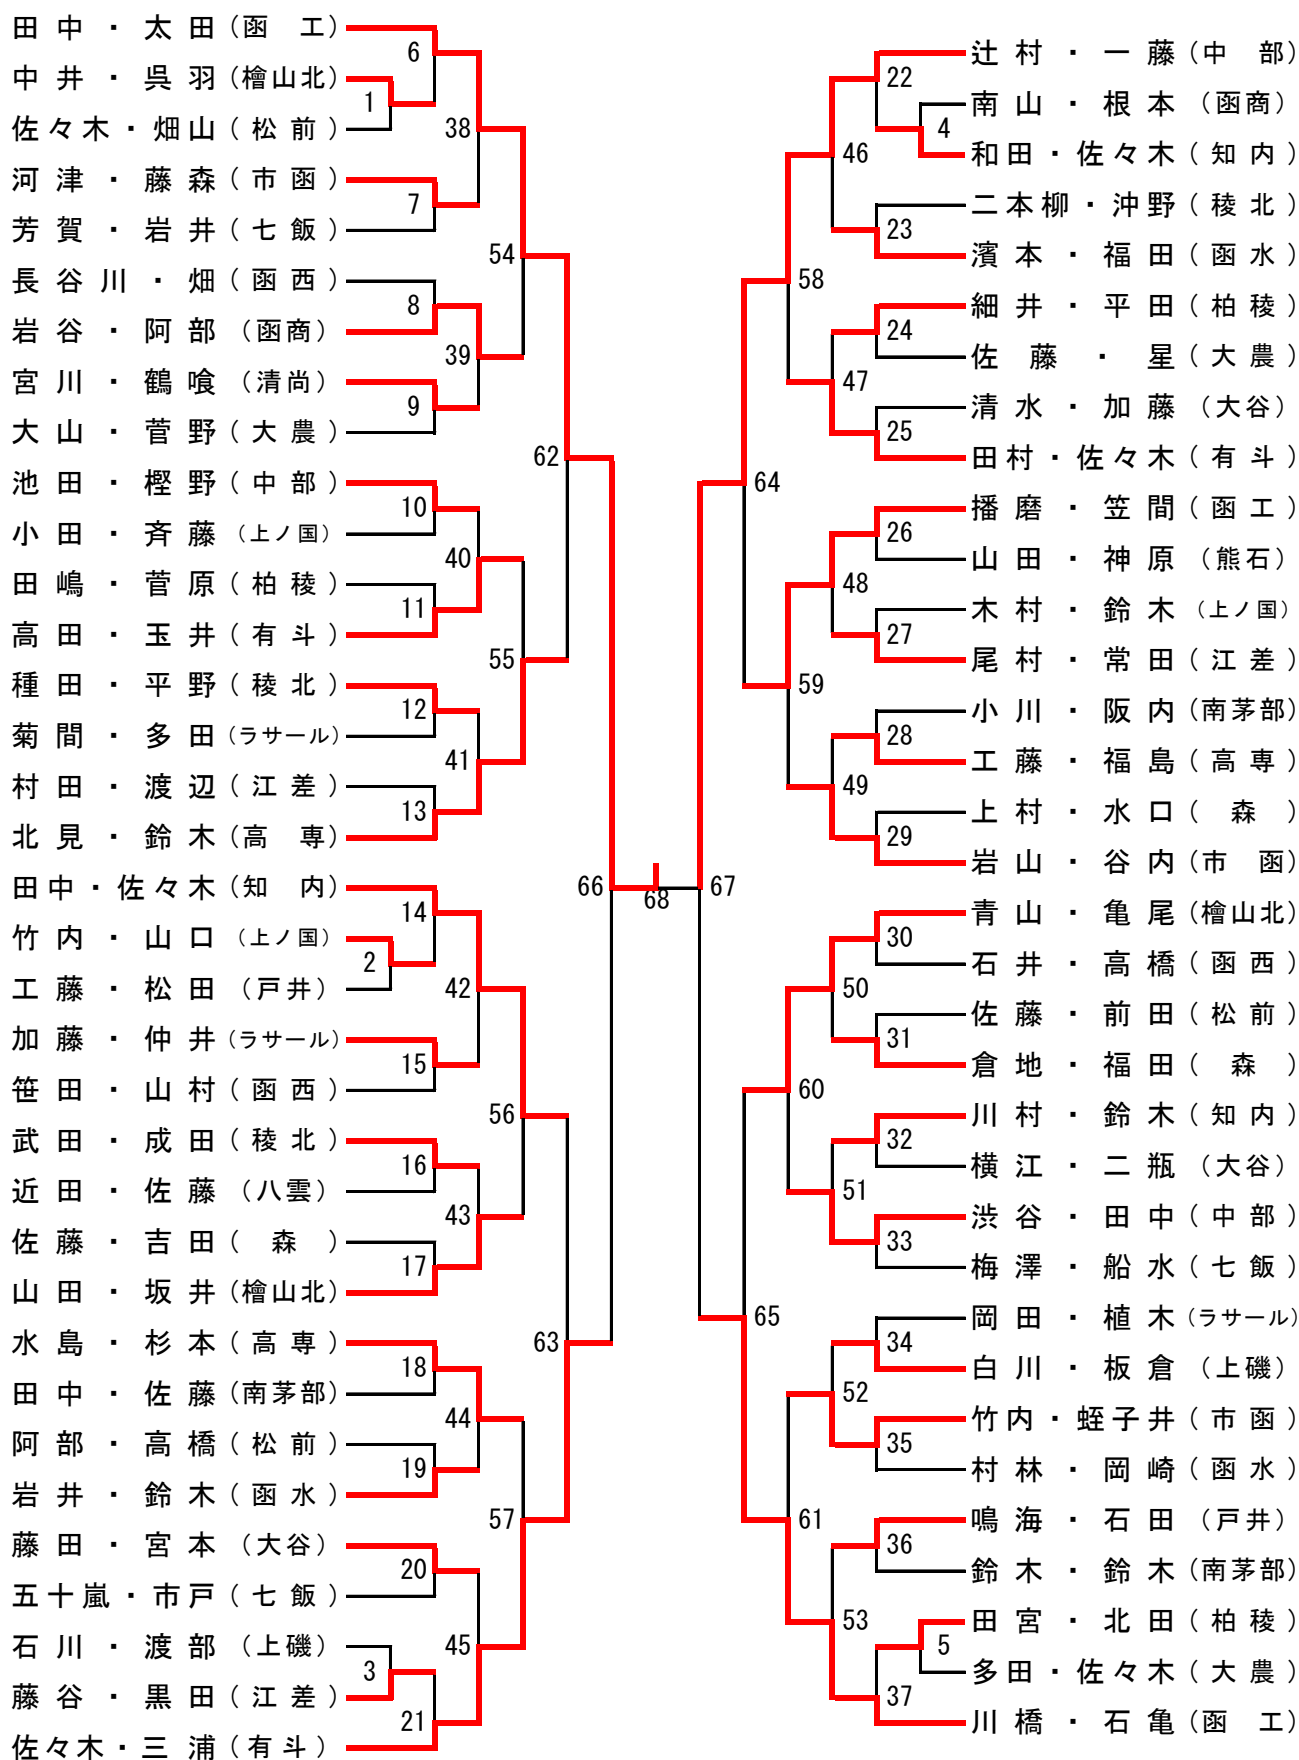 田中・太田(函工)
中井・呉羽(檜山北)
佐々木・畑山(松前)
河津・藤森(市函)
芳賀・岩井(七飯)
長谷川・畑(函西)
岩谷・阿部(函商)
宮川・鶴喰(清尚)
大山・菅野(大農)
池田・樫野(中部)
小田・斉藤(上ノ国)
田嶋・菅原(柏稜)
高田・玉井(有斗)
種田・平野(稜北)
菊間・多田(ラサール)
村田・渡辺(江差)
北見・鈴木(高専)
田中・佐々木(知内)
竹内・山口(上ノ国)
工藤・松田(戸井)
加藤・仲井(ラサール)
笹田・山村(函西)
武田・成田(稜北)
近田・佐藤(八雲)
佐藤・吉田(森)
山田・坂井(檜山北)
水島・杉本(高専)
田中・佐藤(南茅部)
阿部・高橋(松前)
岩井・鈴木(函水)
藤田・宮本(大谷)
五十嵐・市戸(七飯)
石川・渡部(上磯)
藤谷・黒田(江差)
佐々木・三浦(有斗)
1
2
3
6
7
8
9
10
11
12
13
14
15
16
17
18
19
20
21
38
39
40
41
42
43
44
45
54
55
56
57
62
63
66
68
67
64
65
58
59
60
61
46
47
48
49
50
51
52
53
22
23
24
25
26
27
28
29
30
31
32
33
34
35
36
37
4
5
辻村・一藤(中部)
南山・根本(函商)
和田・佐々木(知内)
二本柳・沖野(稜北)
濱本・福田(函水)
細井・平田(柏稜)
佐藤・星(大農)
清水・加藤(大谷)
田村・佐々木(有斗)
播磨・笠間(函工)
山田・神原(熊石)
木村・鈴木(上ノ国)
尾村・常田(江差)
小川・阪内(南茅部)
工藤・福島(高専)
上村・水口(森)
岩山・谷内(市函)
青山・亀尾(檜山北)
石井・高橋(函西)
佐藤・前田(松前)
倉地・福田(森)
川村・鈴木(知内)
横江・二瓶(大谷)
渋谷・田中(中部)
梅澤・船水(七飯)
岡田・植木(ラサール)
白川・板倉(上磯)
竹内・蛭子井(市函)
村林・岡崎(函水)
鳴海・石田(戸井)
鈴木・鈴木(南茅部)
田宮・北田(柏稜)
多田・佐々木(大農)
川橋・石亀(函工)